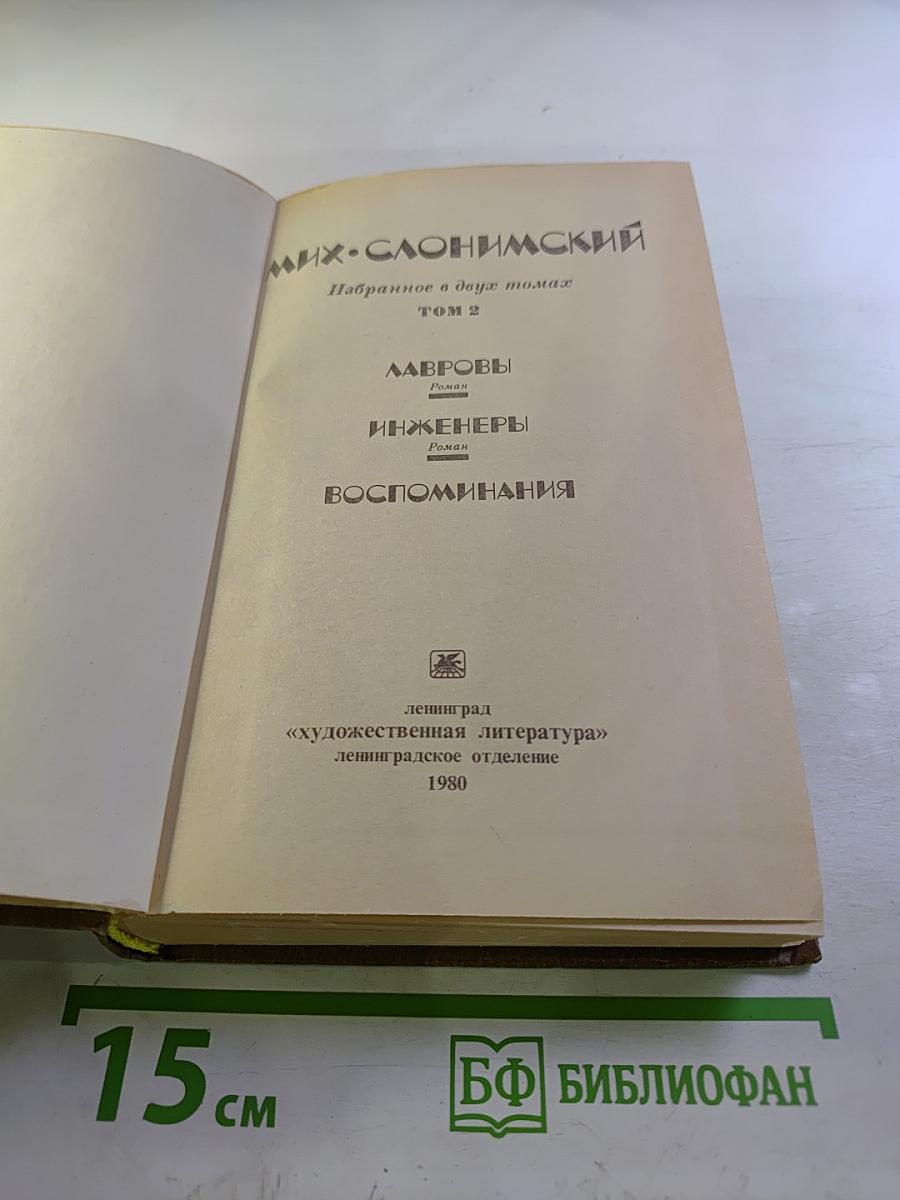 МИХ·СЛОНИМСКИЙ
Избранное в двух томах
ТОМ 2
ЛАВРОВЫ
Роман
ИНЖЕНЕРЫ
Роман
ВОСПОМИНАНИЯ
ленинград
«художественная литература»
ленинградское отделение
1980
15 см
БФ БИБЛИОФАН